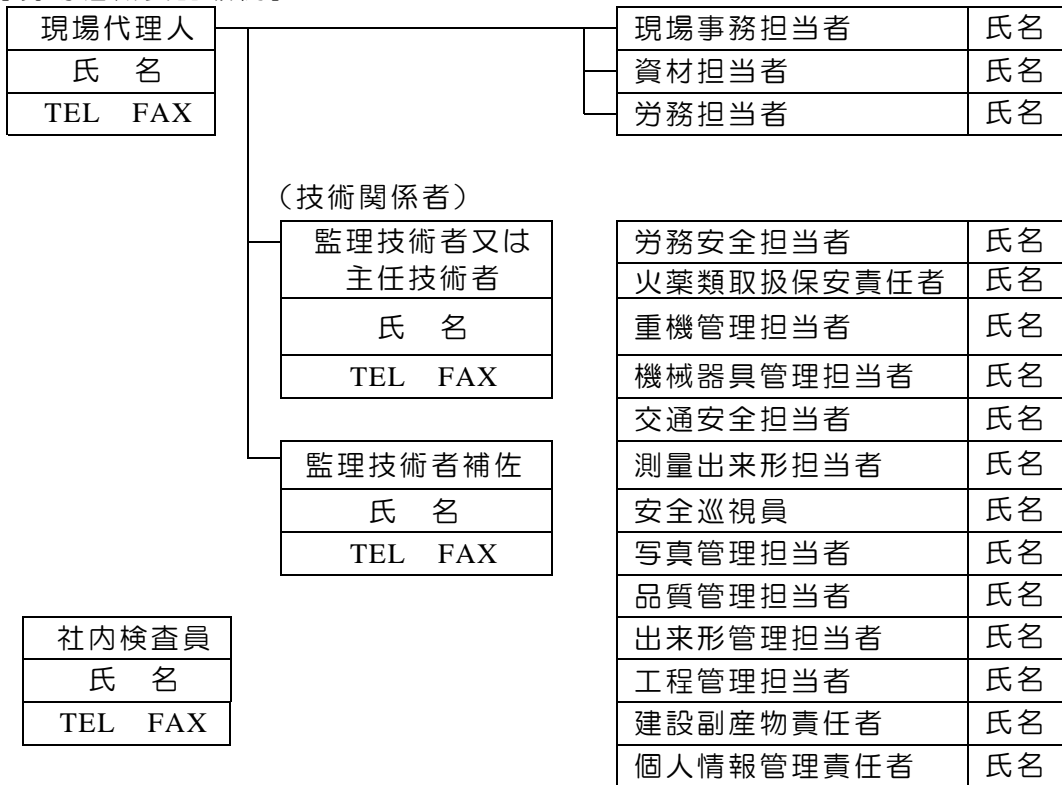 現場代理人
氏 名
TEL FAX
現場事務担当者 氏名
資材担当者 氏名
労務担当者 氏名
（技術関係者）
監理技術者又は
主任技術者
氏 名
TEL FAX
監理技術者補佐
氏 名
TEL FAX
社内検査員
氏 名
TEL FAX
労務安全担当者 氏名
火薬類取扱保安責任者 氏名
重機管理担当者 氏名
機械器具管理担当者 氏名
交通安全担当者 氏名
測量出来形担当者 氏名
安全巡視員 氏名
写真管理担当者 氏名
品質管理担当者 氏名
出来形管理担当者 氏名
工程管理担当者 氏名
建設副産物責任者 氏名
個人情報管理責任者 氏名